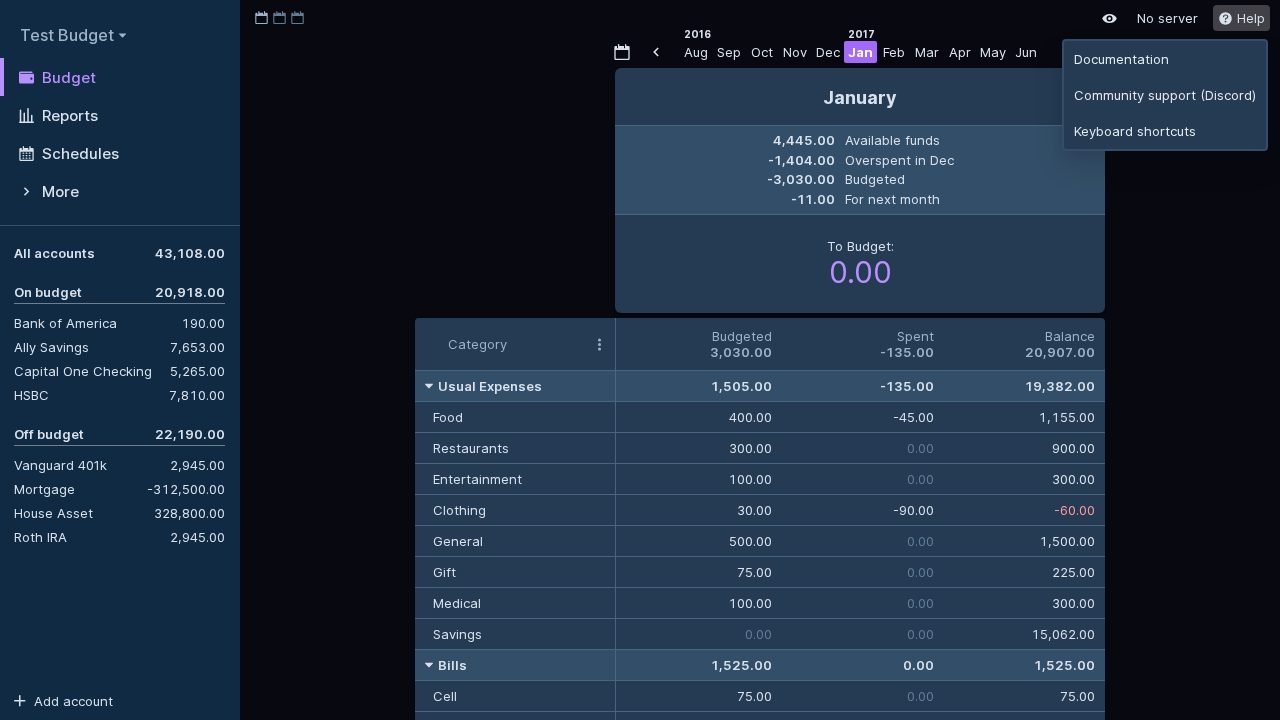 Test Budget
Budget
Reports
Schedules
More
All accounts 43,108.00
On budget 20,918.00
Bank of America 190.00
Ally Savings 7,653.00
Capital One Checking 5,265.00
HSBC 7,810.00
Off budget 22,190.00
Vanguard 401k 2,945.00
Mortgage -312,500.00
House Asset 328,800.00
Roth IRA 2,945.00
Add account
No server Help
Documentation
Community support (Discord)
Keyboard shortcuts
2016 2017
Aug Sep Oct Nov Dec Jan Feb Mar Apr May Jun
January
4,445.00 Available funds
-1,404.00 Overspent in Dec
-3,030.00 Budgeted
-11.00 For next month
To Budget:
0.00
Category Budgeted Spent Balance
3,030.00 -135.00 20,907.00
Usual Expenses 1,505.00 -135.00 19,382.00
Food 400.00 -45.00 1,155.00
Restaurants 300.00 0.00 900.00
Entertainment 100.00 0.00 300.00
Clothing 30.00 -90.00 -60.00
General 500.00 0.00 1,500.00
Gift 75.00 0.00 225.00
Medical 100.00 0.00 300.00
Savings 0.00 0.00 15,062.00
Bills 1,525.00 0.00 1,525.00
Cell 75.00 0.00 75.00